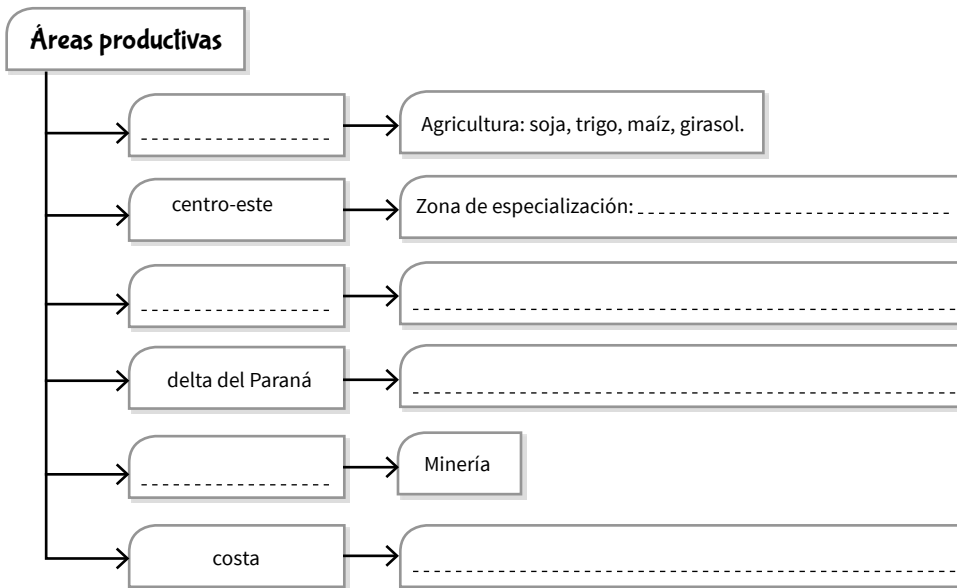 Áreas productivas
Agricultura: soja, trigo, maíz, girasol.
centro-este
Zona de especialización:
delta del Paraná
Minería
costa